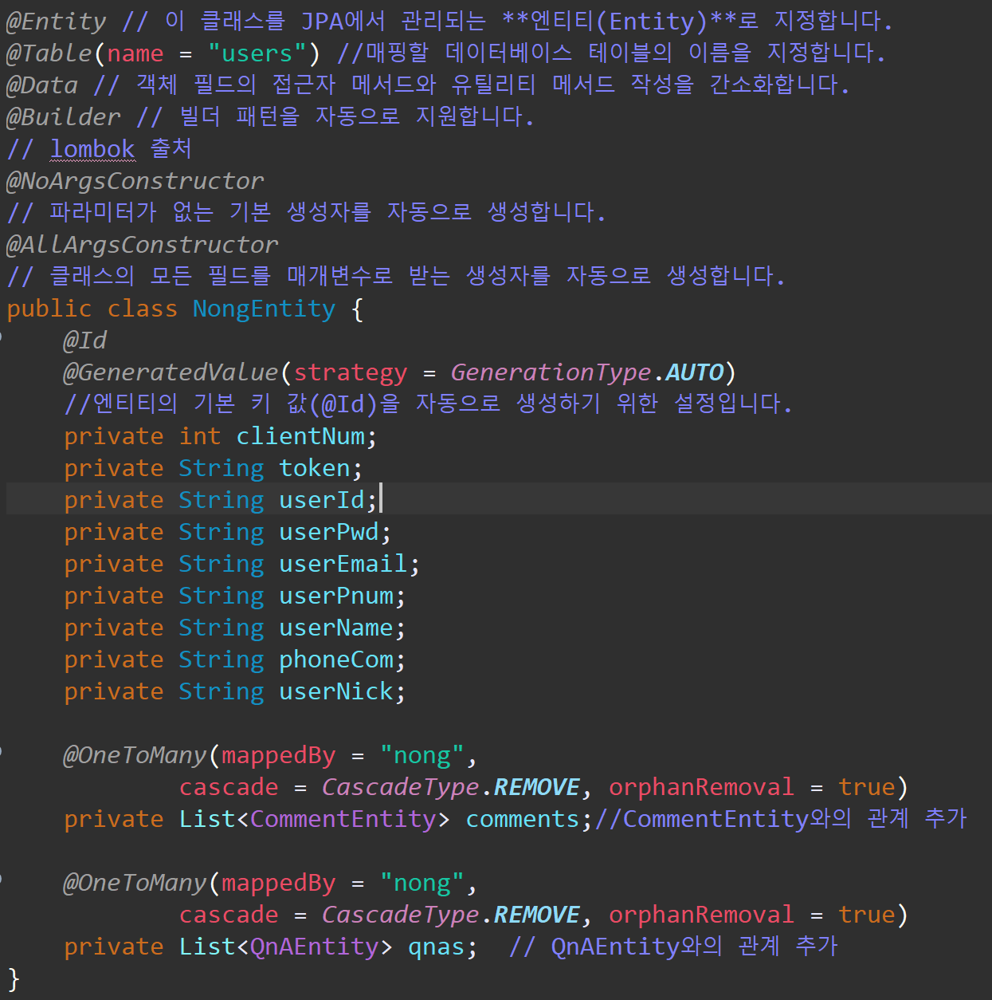 @Entity // 이 클래스를 JPA에서 관리되는 **엔티티(Entity)**로 지정합니다.
@Table(name = "users") //매핑할 데이터베이스 테이블의 이름을 지정합니다.
@Data // 객체 필드의 접근자 메서드와 유틸리티 메서드 작성을 간소화합니다.
@Builder // 빌더 패턴을 자동으로 지원합니다.
// lombok 출처
@NoArgsConstructor
// 파라미터가 없는 기본 생성자를 자동으로 생성합니다.
@AllArgsConstructor
// 클래스의 모든 필드를 매개변수로 받는 생성자를 자동으로 생성합니다.
public class NongEntity {
    @Id
    @GeneratedValue(strategy = GenerationType.AUTO)
    //엔티티의 기본 키 값(@Id)을 자동으로 생성하기 위한 설정입니다.
    private int clientNum;
    private String token;
    private String userId;
    private String userPwd;
    private String userEmail;
    private String userPnum;
    private String userName;
    private String phoneCom;
    private String userNick;
    @OneToMany(mappedBy = "nong",
            cascade = CascadeType.REMOVE, orphanRemoval = true)
    private List<CommentEntity> comments;//CommentEntity와의 관계 추가
    @OneToMany(mappedBy = "nong",
            cascade = CascadeType.REMOVE, orphanRemoval = true)
    private List<QnAEntity> qnas;  // QnAEntity와의 관계 추가
}